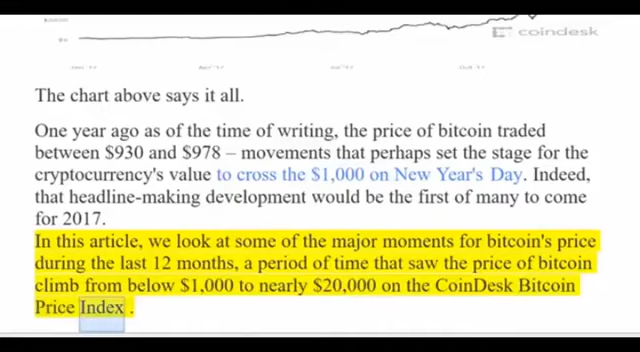 coindesk
The chart above says it all.
One year ago as of the time of writing, the price of bitcoin traded
between $930 and $978 – movements that perhaps set the stage for the
cryptocurrency's value to cross the $1,000 on New Year's Day. Indeed,
that headline-making development would be the first of many to come
for 2017.
In this article, we look at some of the major moments for bitcoin's price
during the last 12 months, a period of time that saw the price of bitcoin
climb from below $1,000 to nearly $20,000 on the CoinDesk Bitcoin
Price Index .